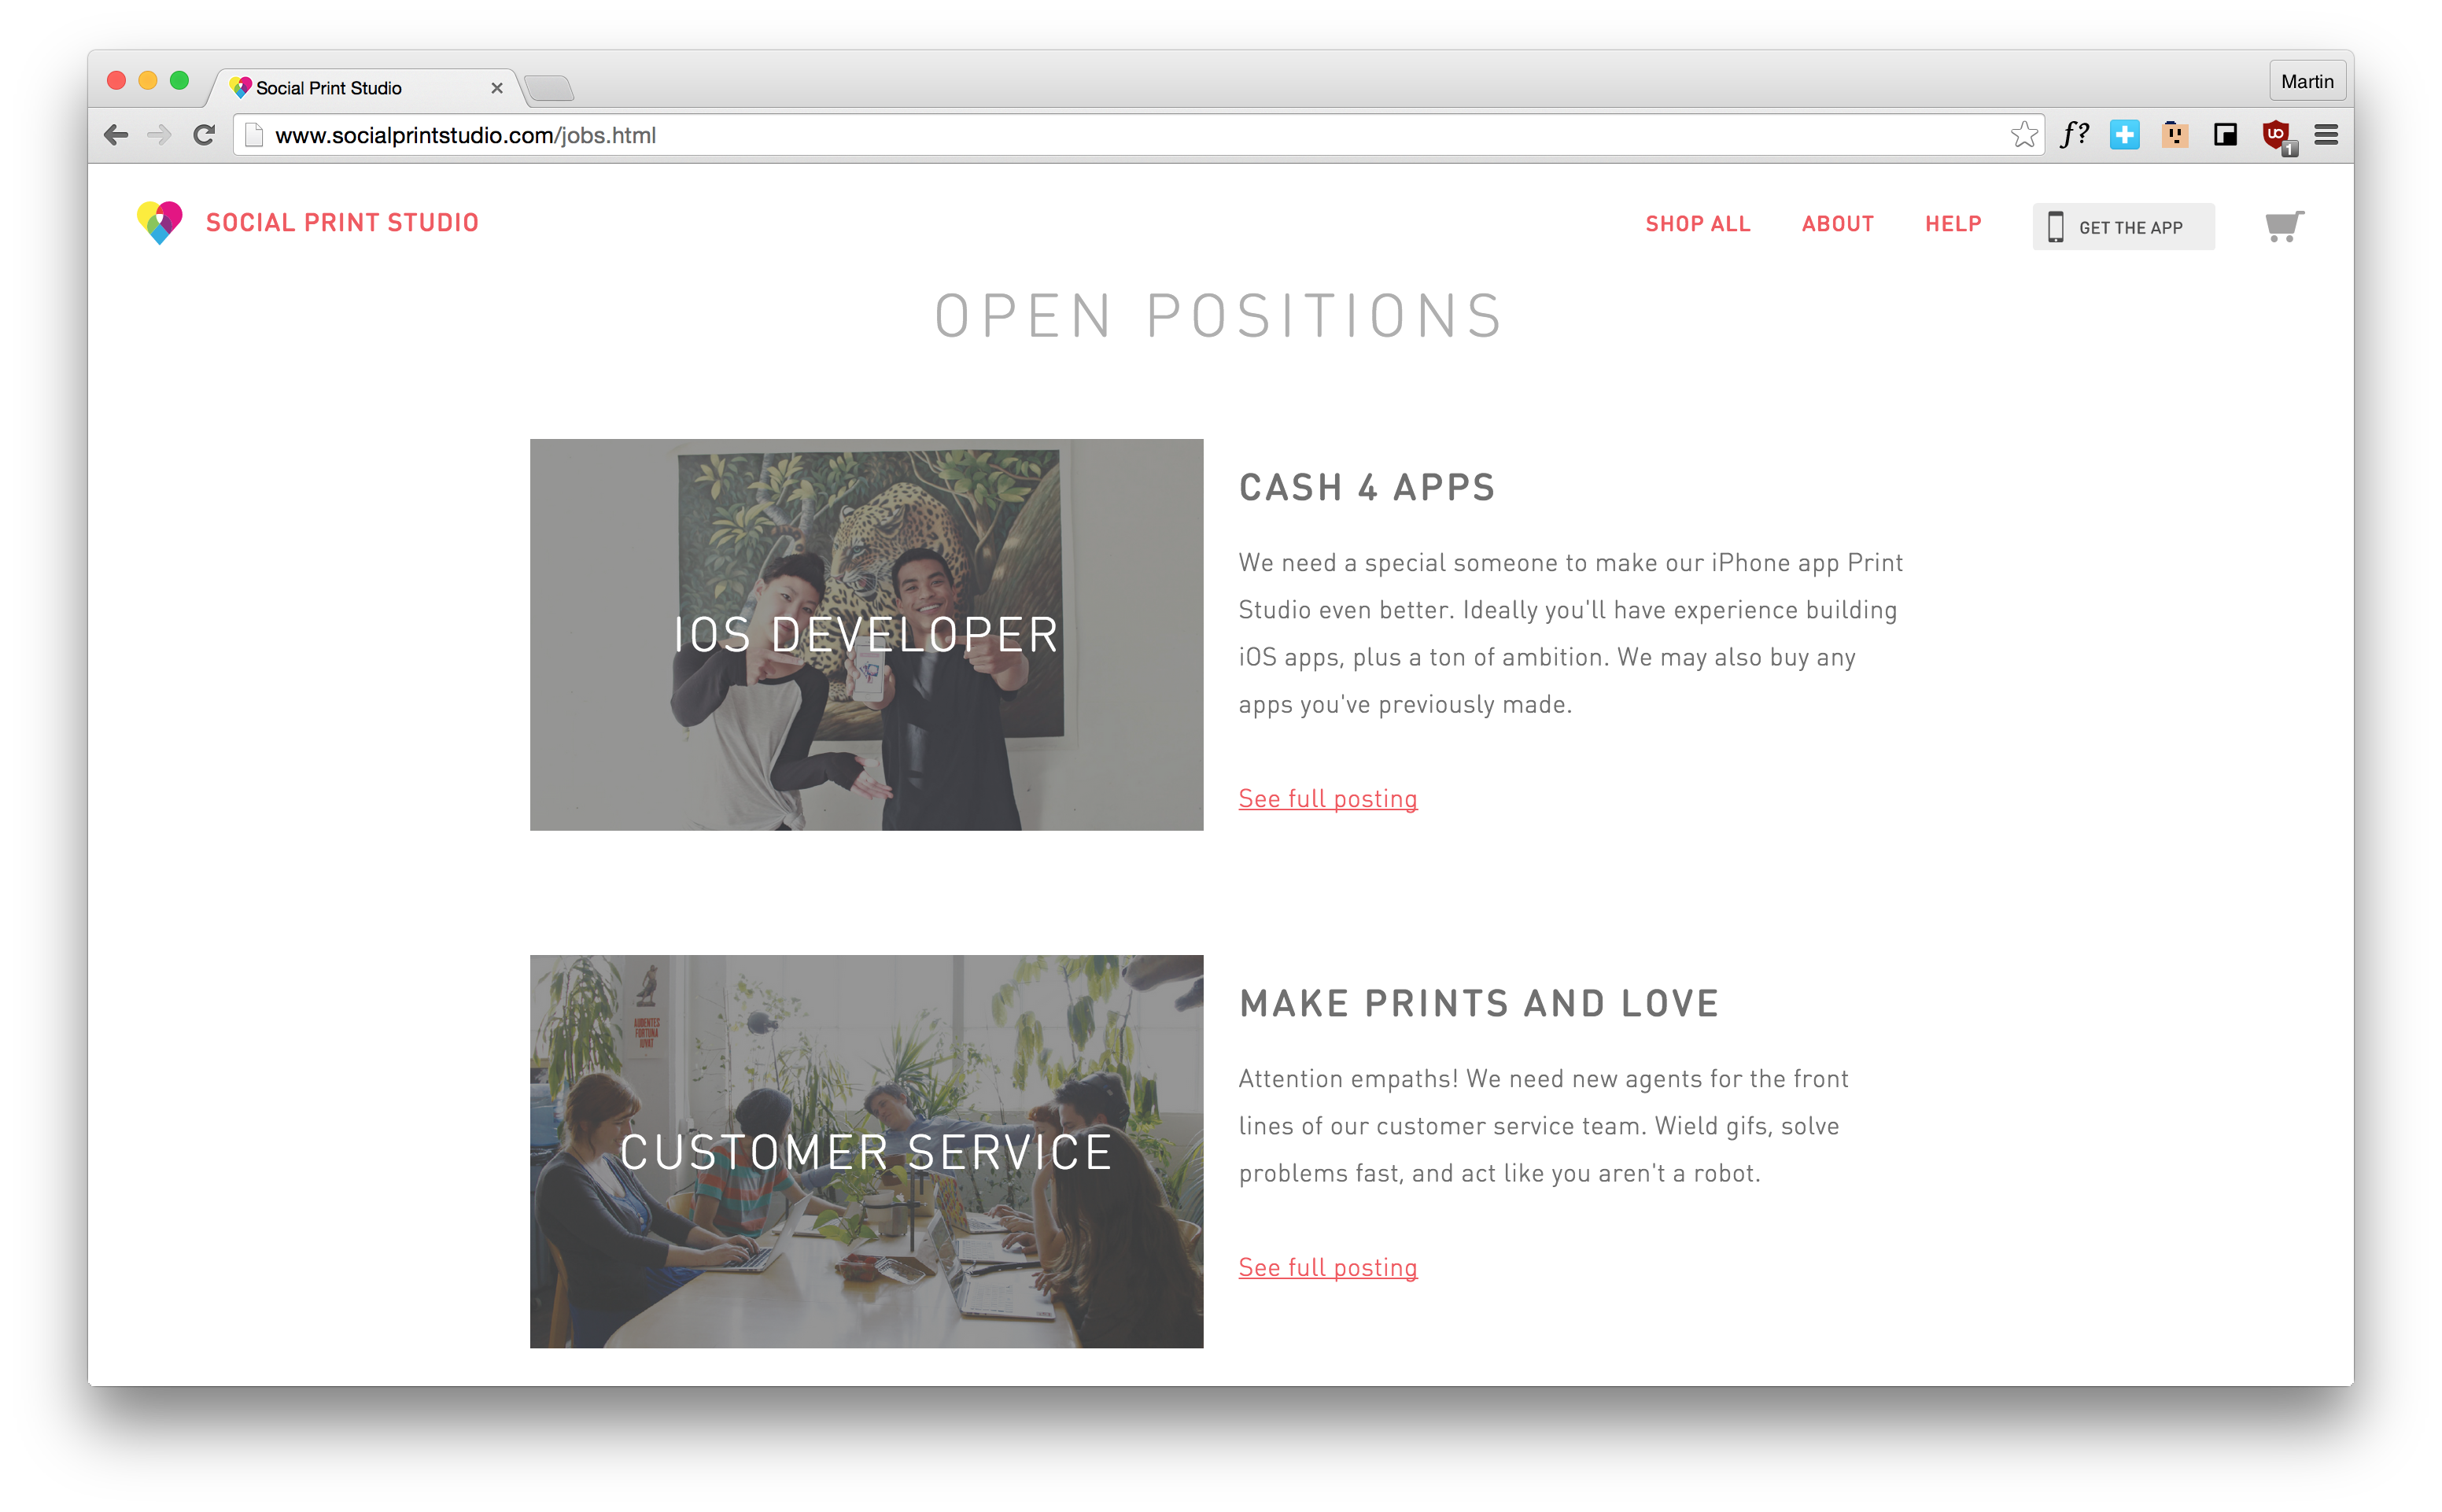 Social Print Studio
Martin
www.socialprintstudio.com/jobs.html
f?
1
SOCIAL PRINT STUDIO
SHOP ALL
ABOUT
HELP
GET THE APP
OPEN POSITIONS
IOS DEVELOPER
CASH 4 APPS
We need a special someone to make our iPhone app Print
Studio even better. Ideally you'll have experience building
iOS apps, plus a ton of ambition. We may also buy any
apps you've previously made.
See full posting
AUDENTES
FORTUNA
IUVAT
CUSTOMER SERVICE
MAKE PRINTS AND LOVE
Attention empaths! We need new agents for the front
lines of our customer service team. Wield gifs, solve
problems fast, and act like you aren't a robot.
See full posting